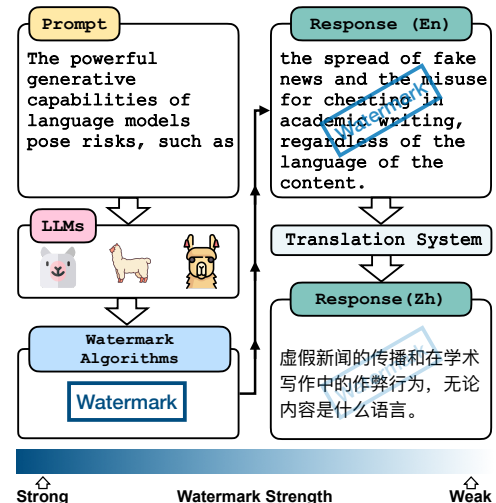 Prompt
The powerful
generative
capabilities of
language models
pose risks, such as
LLMs
Watermark
Algorithms
Watermark
Response (En)
the spread of fake
news and the misuse
for cheating in
academic writing,
regardless of the
language of the
content.
Watermark
Translation System
Response(Zh)
虚假新闻的传播和在学术
写作中的作弊行为，无论
内容是什么语言。
Watermark
Strong
Watermark Strength
Weak